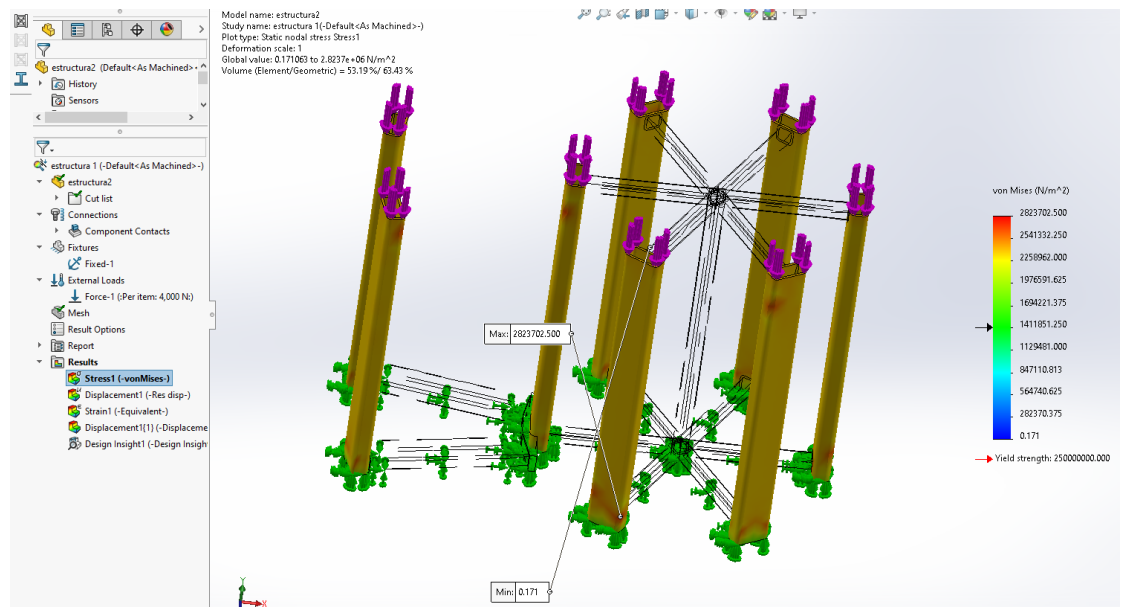 Model name: estructura2
Study name: estructura 1(-Default<As Machined>-)
Plot type: Static nodal stress Stress1
Deformation scale: 1
Global value: 0.171063 to 2.8237e+06 N/m^2
Volume (Element/Geometric) = 53.19 %/ 63.43 %
estructura2 (Default<As Machined>-
History
Sensors
estructura 1 (-Default<As Machined>-)
estructura2
Cut list
Connections
Component Contacts
Fixtures
Fixed-1
External Loads
Force-1 (:Per item: 4,000 N:)
Mesh
Result Options
Report
Results
Stress1 (-vonMises-)
Displacement1 (-Res disp-)
Strain1 (-Equivalent-)
Displacement1{1} (-Displaceme
Design Insight1 (-Design Insigh
Max: 2823702.500
Min: 0.171
von Mises (N/m^2)
2823702.500
2541332.250
2258962.000
1976591.625
1694221.375
1411851.250
1129481.000
847110.813
564740.625
282370.375
0.171
Yield strength: 250000000.000